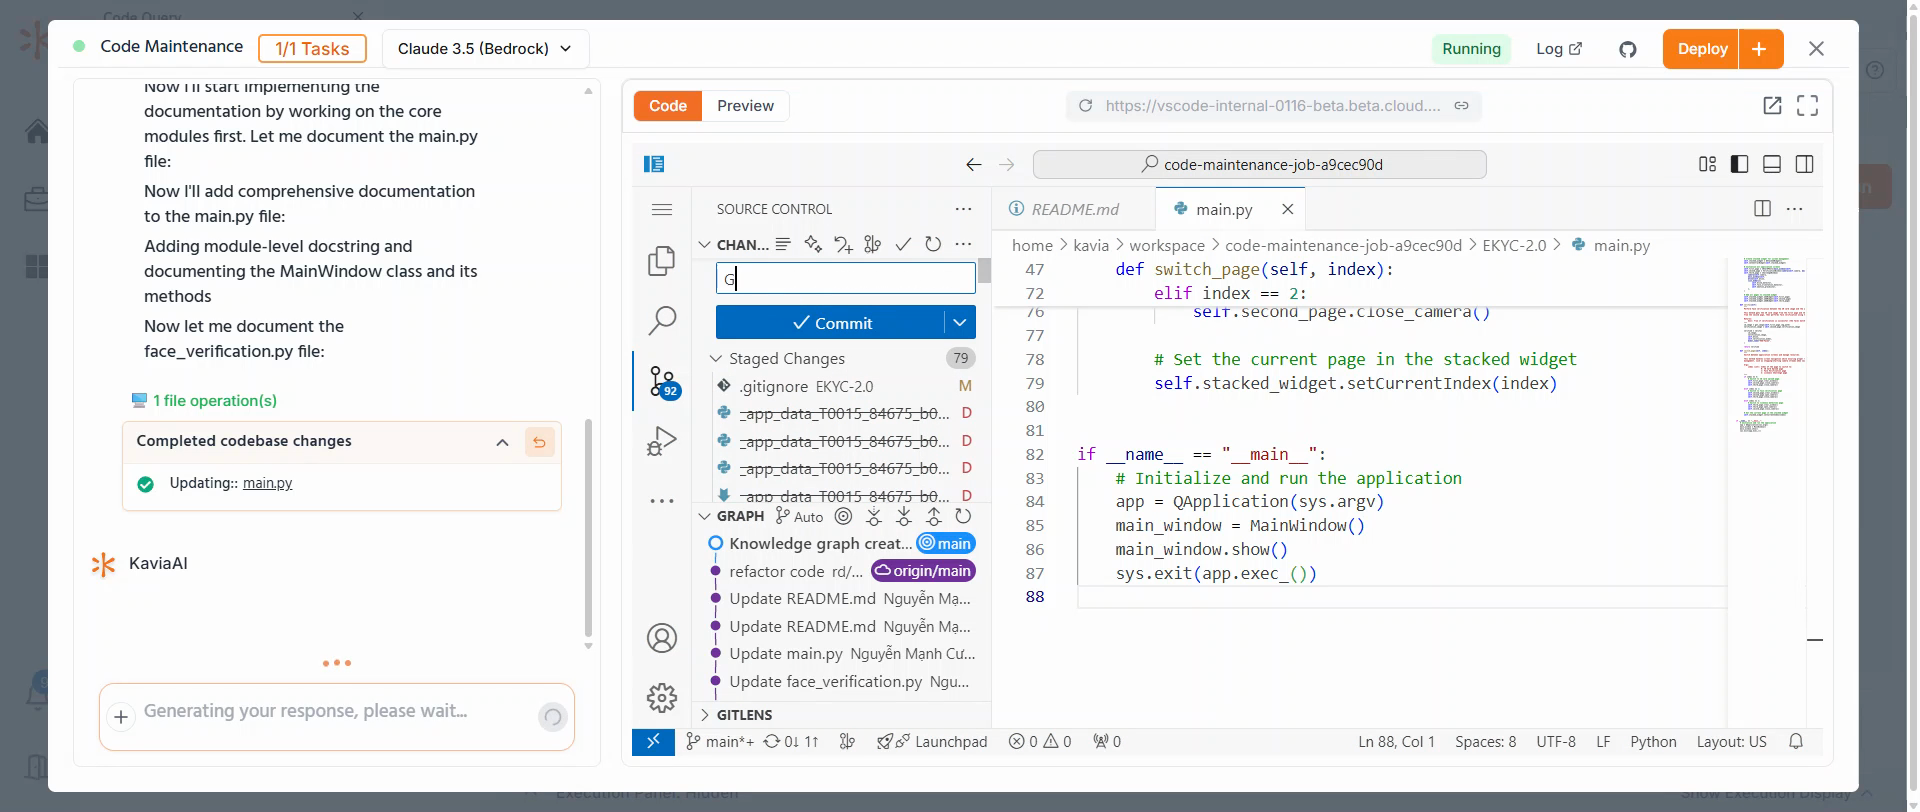 Code Query
Code Maintenance
1/1 Tasks
Claude 3.5 (Bedrock)
Running
Log
Deploy
+
Now I'll start implementing the
documentation by working on the core
modules first. Let me document the main.py
file:
Now I'll add comprehensive documentation
to the main.py file:
Adding module-level docstring and
documenting the MainWindow class and its
methods
Now let me document the
face_verification.py file:
1 file operation(s)
Completed codebase changes
Updating:: main.py
KaviaAI
Generating your response, please wait...
Code
Preview
https://vscode-internal-0116-beta.beta.cloud....
code-maintenance-job-a9cec90d
SOURCE CONTROL
CHAN...
G
Commit
Staged Changes
79
.gitignore EKYC-2.0 M
_app_data_T0015_84675_b0... D
_app_data_T0015_84675_b0... D
_app_data_T0015_84675_b0... D
_app_data_T0015_84675_b0... D
92
GRAPH
Auto
Knowledge graph creat... main
refactor code rd/... origin/main
Update README.md Nguyễn Mạ...
Update README.md Nguyễn Mạ...
Update main.py Nguyễn Mạnh Cư...
Update face_verification.py Ngu...
GITLENS
README.md
main.py
home > kavia > workspace > code-maintenance-job-a9cec90d > EKYC-2.0 > main.py
47 def switch_page(self, index):
72 elif index == 2:
76 self.second_page.close_camera()
77
78 # Set the current page in the stacked widget
79 self.stacked_widget.setCurrentIndex(index)
80
81
82 if __name__ == "__main__":
83 # Initialize and run the application
84 app = QApplication(sys.argv)
85 main_window = MainWindow()
86 main_window.show()
87 sys.exit(app.exec_())
88
main*+ 0↓ 1↑ Launchpad 0 0 0
Ln 88, Col 1 Spaces: 8 UTF-8 LF Python Layout: US
Execution Panel: Hidden
Show Execution Display